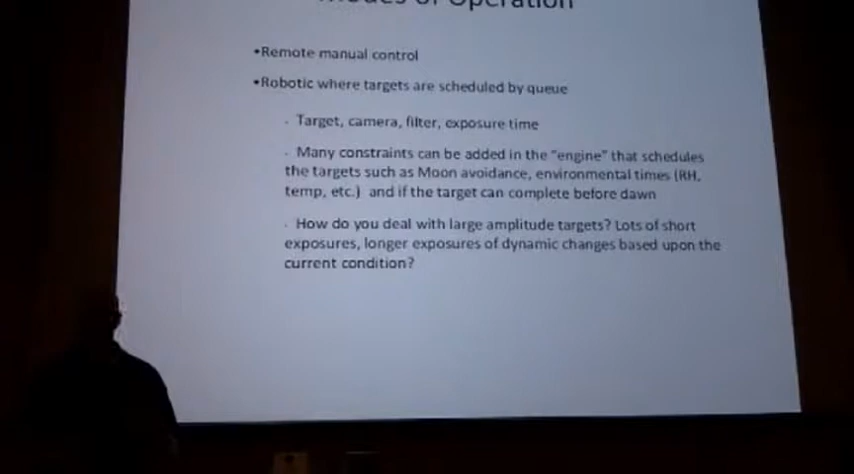 Modes of Operation
•Remote manual control
•Robotic where targets are scheduled by queue
- Target, camera, filter, exposure time
- Many constraints can be added in the "engine" that schedules
the targets such as Moon avoidance, environmental times (RH,
temp, etc.) and if the target can complete before dawn
- How do you deal with large amplitude targets? Lots of short
exposures, longer exposures of dynamic changes based upon the
current condition?